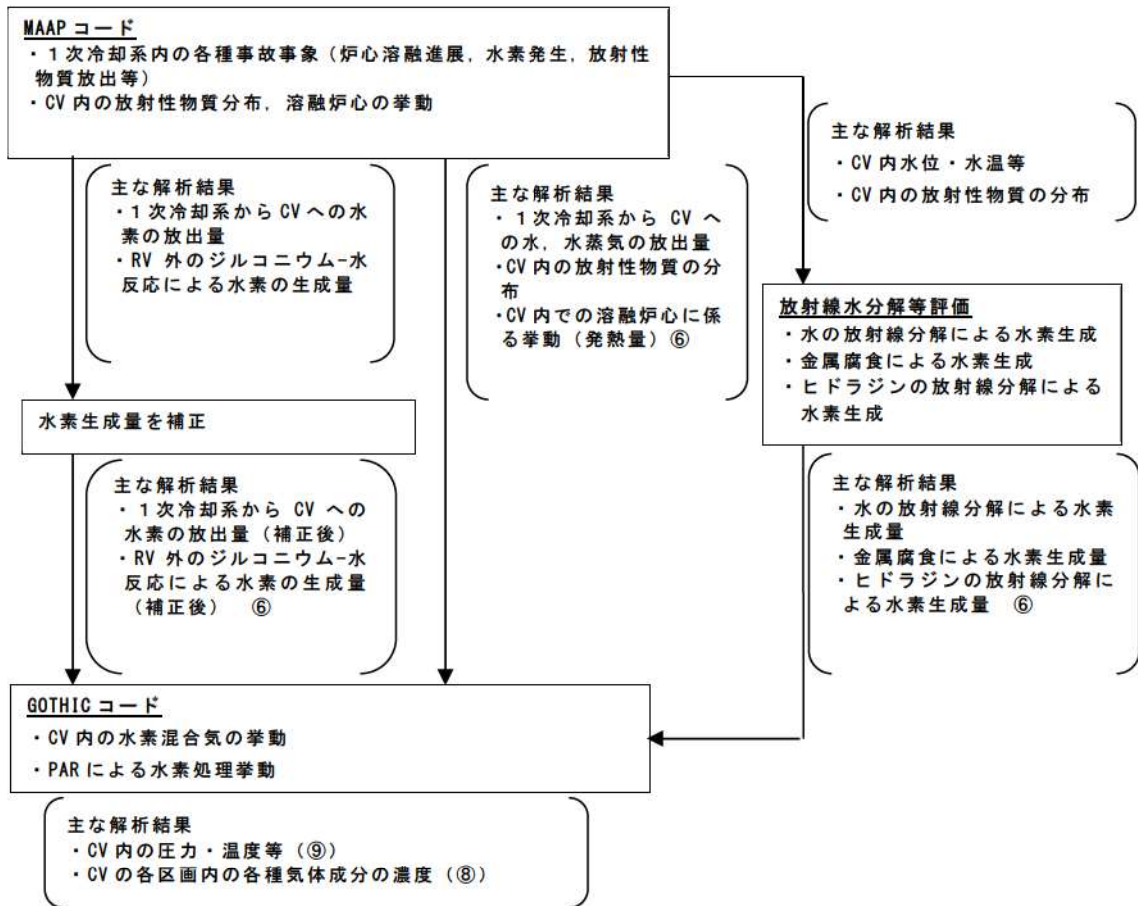 MAAP コード
・１次冷却系内の各種事故事象（炉心溶融進展，水素発生，放射性
物質放出等）
・CV 内の放射性物質分布，溶融炉心の挙動
主な解析結果
・１次冷却系から CV への水
素の放出量
・RV 外のジルコニウム-水
反応による水素の生成量
主な解析結果
・１次冷却系から CV へ
の水，水蒸気の放出量
・CV 内の放射性物質の分
布
・CV 内での溶融炉心に係
る挙動（発熱量）⑥
主な解析結果
・CV 内水位・水温等
・CV 内の放射性物質の分布
放射線水分解等評価
・水の放射線分解による水素生成
・金属腐食による水素生成
・ヒドラジンの放射線分解による
水素生成
水素生成量を補正
主な解析結果
・１次冷却系から CV への
水素の放出量（補正後）
・RV 外のジルコニウム-水
反応による水素の生成量
（補正後） ⑥
主な解析結果
・水の放射線分解による水素
生成量
・金属腐食による水素生成量
・ヒドラジンの放射線分解に
よる水素生成量 ⑥
GOTHIC コード
・CV 内の水素混合気の挙動
・PAR による水素処理挙動
主な解析結果
・CV 内の圧力・温度等（⑨）
・CV の各区画内の各種気体成分の濃度（⑧）